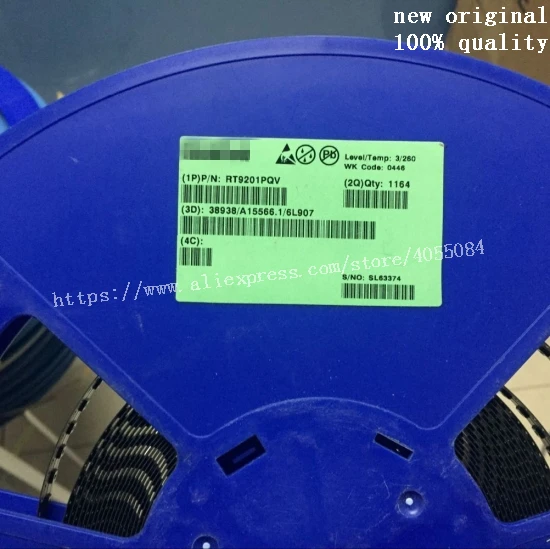 new original
100% quality
Pb
Level/Temp: 3/260
WK Code: 0446
(1P)P/N: RT9201PQV
(2Q)Qty: 1164
(3D): 38938/A15566.1/6L907
(4C):
https://www.aliexpress.com/store/4055084
S/NO: SL63374